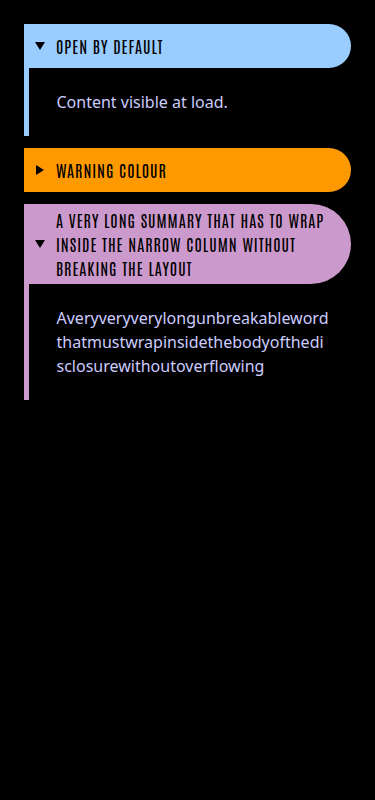 OPEN BY DEFAULT
Content visible at load.
WARNING COLOUR
A VERY LONG SUMMARY THAT HAS TO WRAP
INSIDE THE NARROW COLUMN WITHOUT
BREAKING THE LAYOUT
Averyveryverylongunbreakableword
thatmustwrapinsidethebodyofthedi
sclosurewithoutoverflowing